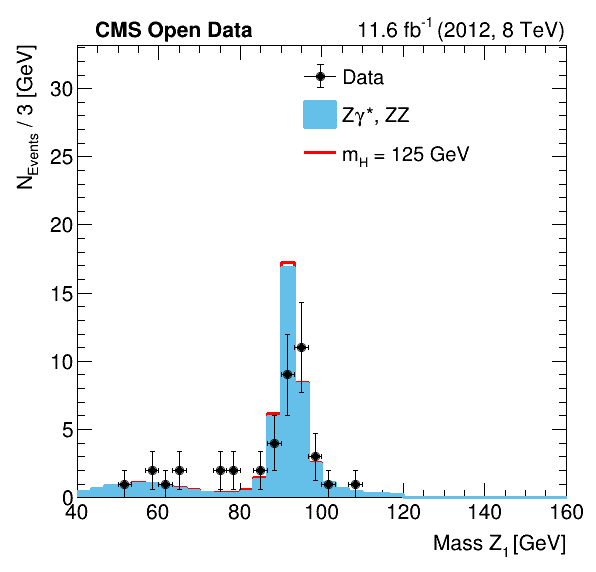 CMS Open Data 11.6 fb⁻¹ (2012, 8 TeV)
N_Events / 3 [GeV]
Data
Zγ*, ZZ
m_H = 125 GeV
30
25
20
15
10
5
0
40 60 80 100 120 140 160
Mass Z₁ [GeV]